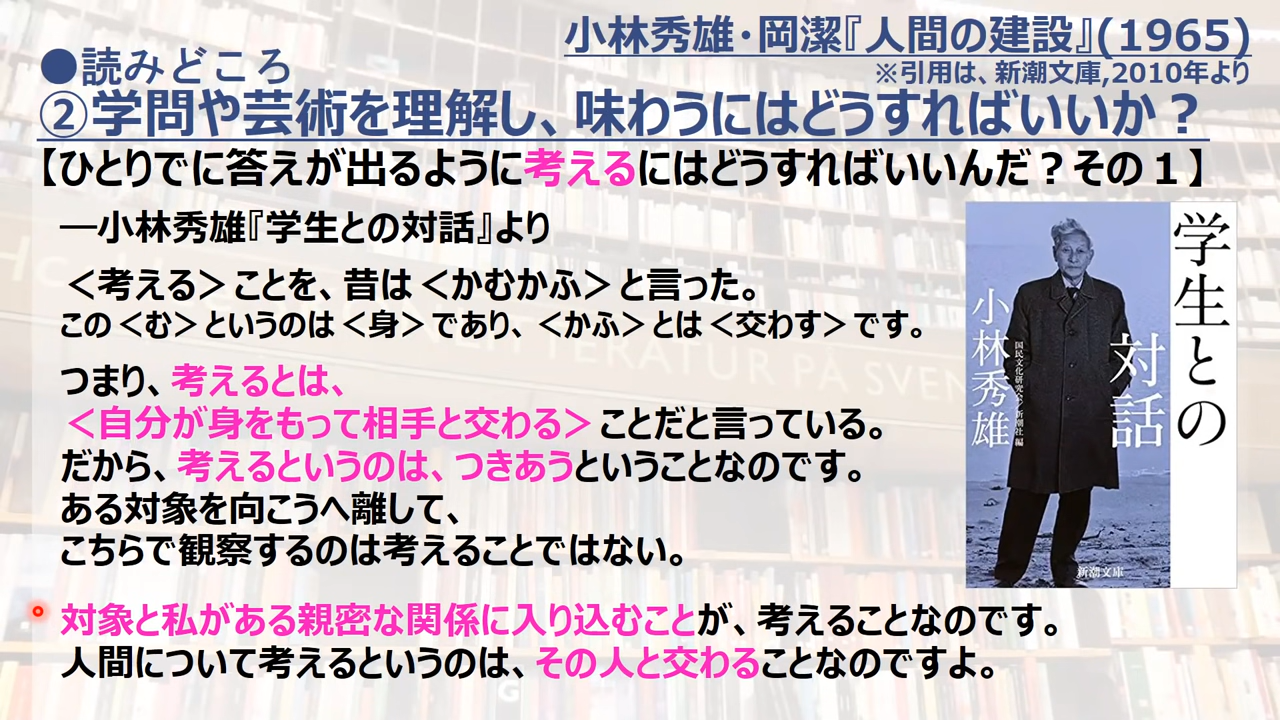 小林秀雄・岡潔『人間の建設』(1965)
※引用は、新潮文庫,2010年より
●読みどころ
②学問や芸術を理解し、味わうにはどうすればいいか？
【ひとりでに答えが出るように考えるにはどうすればいいんだ？その１】
―小林秀雄『学生との対話』より
＜考える＞ことを、昔は＜かむかふ＞と言った。
この＜む＞というのは＜身＞であり、＜かふ＞とは＜交わす＞です。
つまり、考えるとは、
＜自分が身をもって相手と交わる＞ことだと言っている。
だから、考えるというのは、つきあうということなのです。
ある対象を向こうへ離して、
こちらで観察するのは考えることではない。
対象と私がある親密な関係に入り込むことが、考えることなのです。
人間について考えるというのは、その人と交わることなのですよ。
学生との
対話
国民文化研究会・新潮社 編
小林秀雄
新潮文庫
TERATUR PÅ SVEN